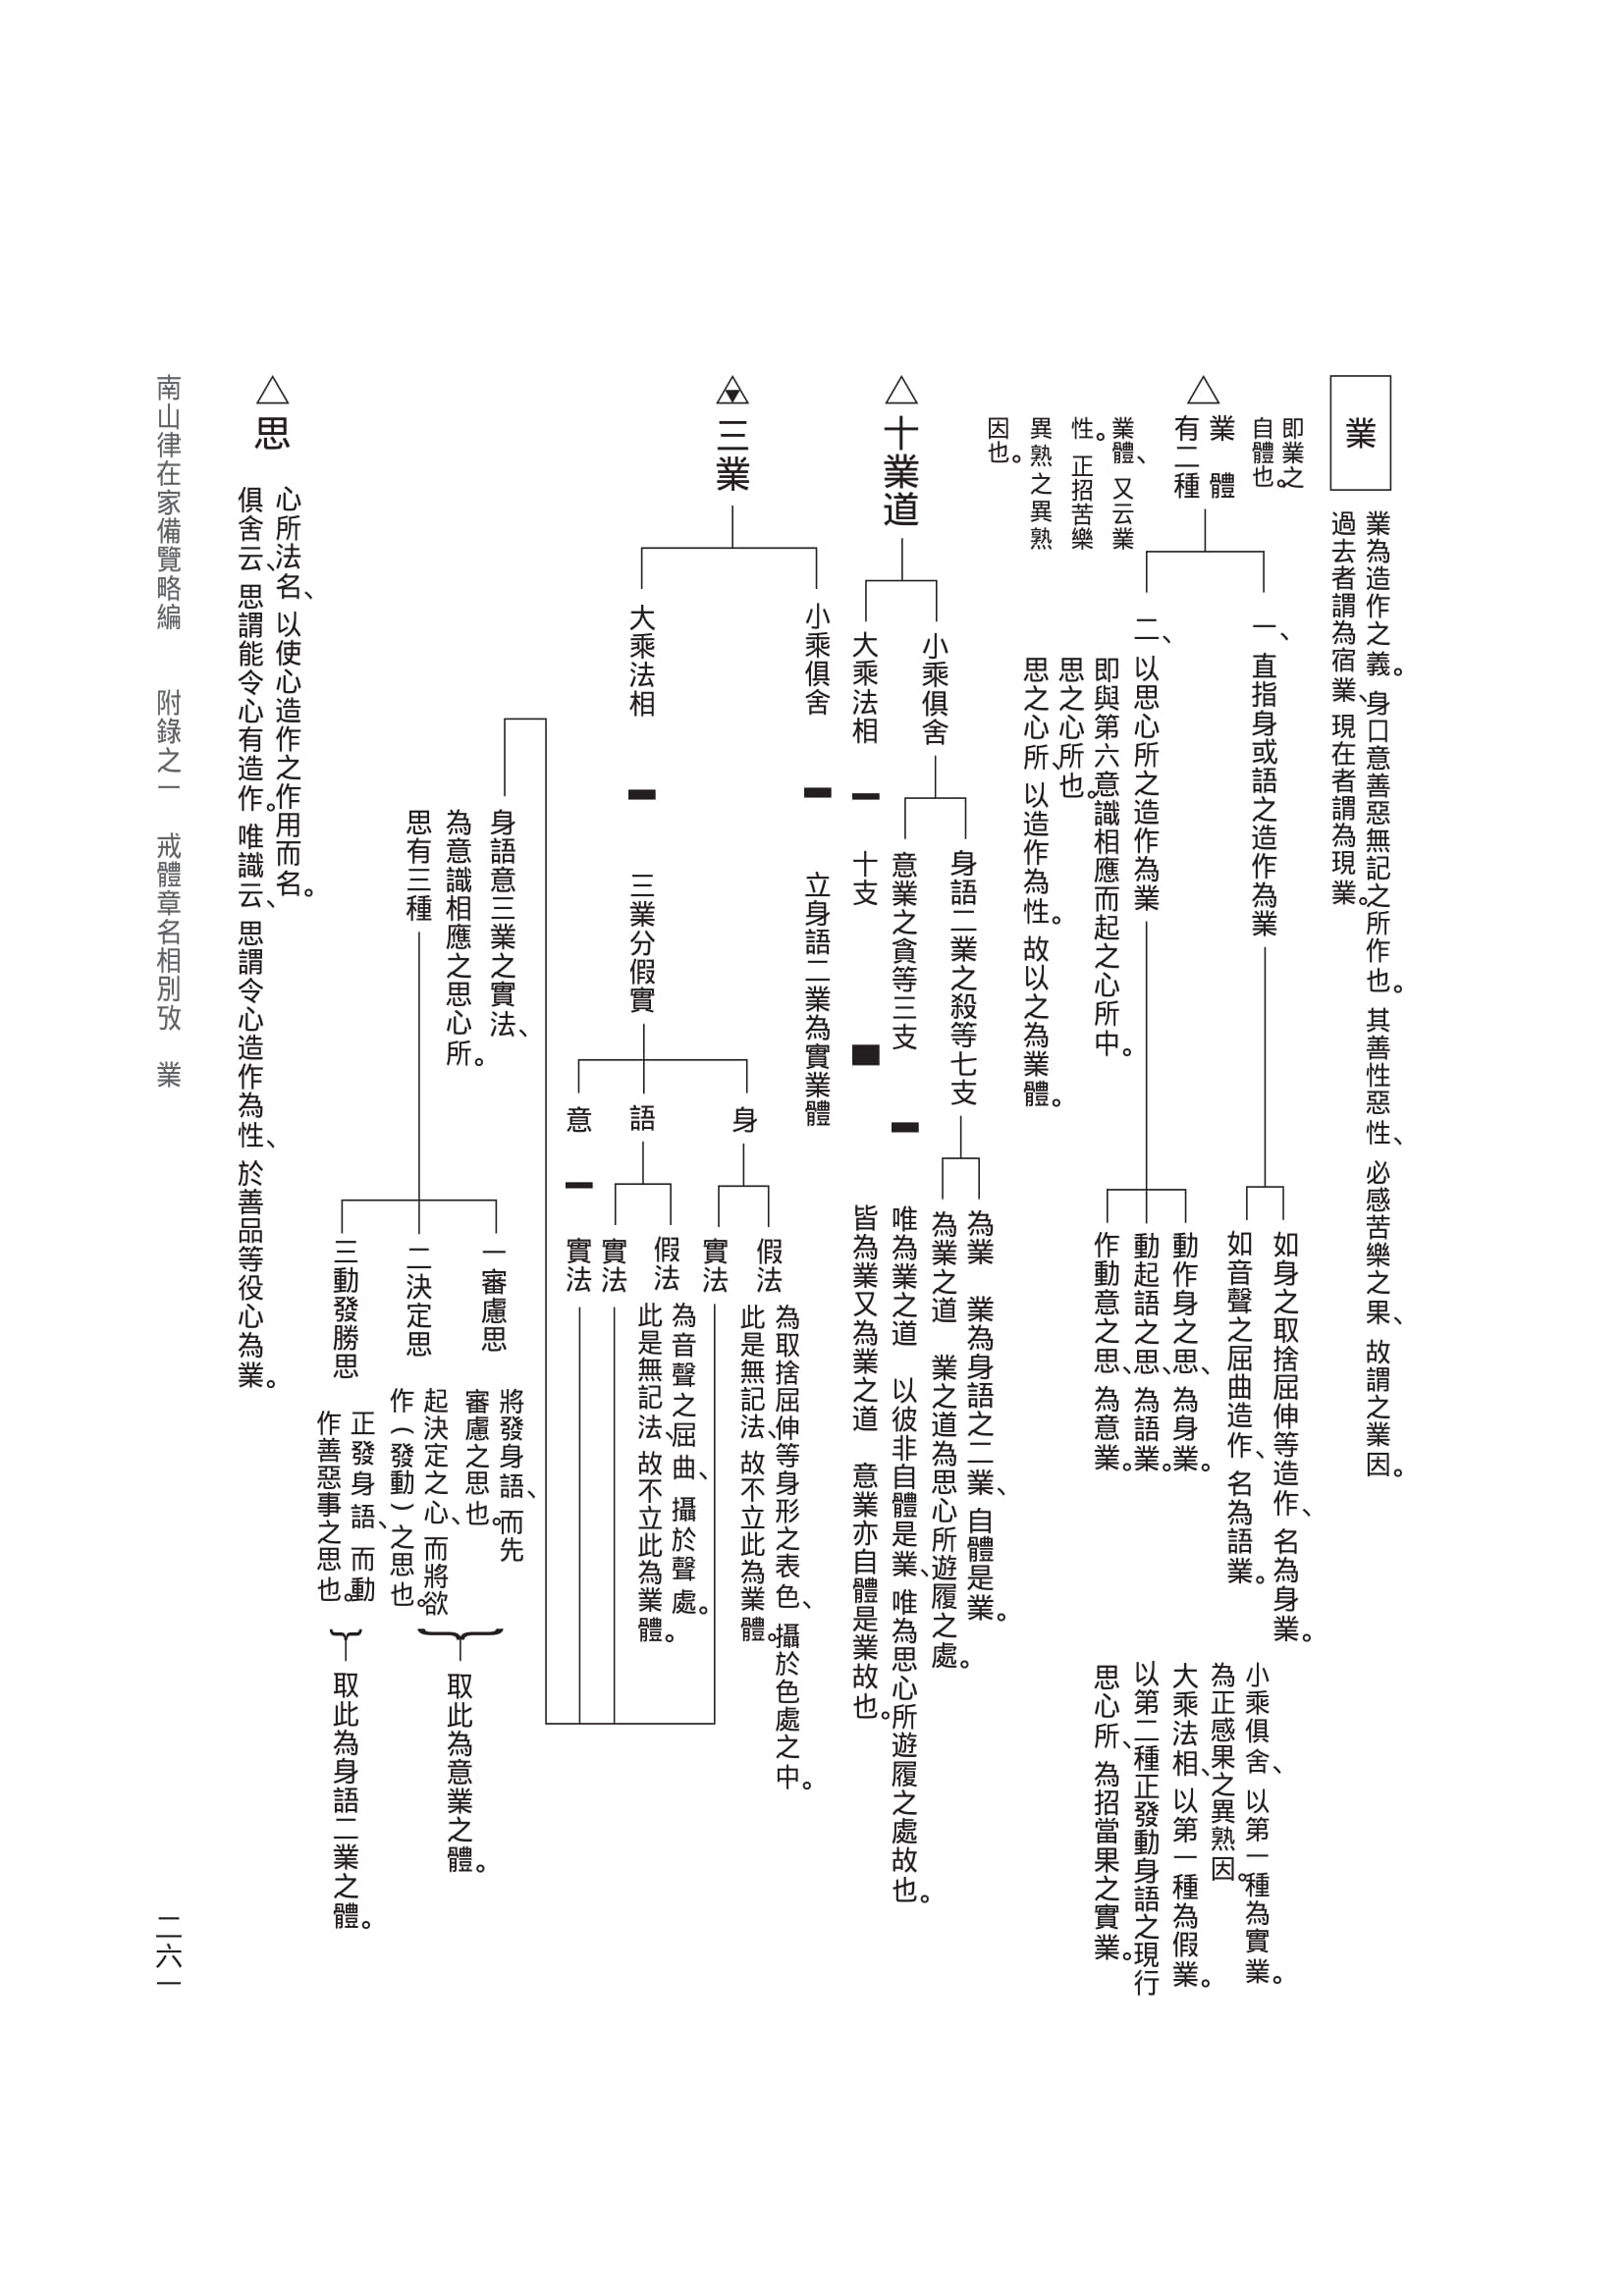 業
業為造作之義。身口意善惡無記之所作也。其善性惡性、必感苦樂之果、故謂之業因。
過去者謂為宿業、現在者謂為現業。
△
即業之
自體也。
業體
有二種
業體、又云業
性。正招苦樂
異熟之異熟
因也。
一、直指身或語之造作為業
如身之取捨屈伸等造作、名為身業。
如音聲之屈曲造作、名為語業。
二、以思心所之造作為業
動作身之思、為身業。
動起語之思、為語業。
作動意之思、為意業。
即與第六意識相應而起之心所中。
思之心所也。
思之心所、以造作為性。故以之為業體。
小乘俱舍、以第一種為實業。
為正感果之異熟因。
大乘法相、以第一種為假業。
以第二種正發動身語之現行
思心所、為招當果之實業。
△十業道
小乘俱舍
身語二業之殺等七支
為業 業為身語之二業、自體是業。
為業之道 業之道為思心所遊履之處。
意業之貪等三支
唯為業之道 以彼非自體是業、唯為思心所遊履之處故也。
大乘法相
十支
皆為業又為業之道 意業亦自體是業故也。
三業
小乘俱舍
立身語二業為實業體
大乘法相
三業分假實
身
假法
為取捨屈伸等身形之表色、攝於色處之中。
此是無記法、故不立此為業體。
實法
語
假法
為音聲之屈曲、攝於聲處。
此是無記法、故不立此為業體。
實法
意
實法
身語意三業之實法、
為意識相應之思心所。
思有三種
一審慮思
將發身語、而先
審慮之思也。
二決定思
起決定之心、而將欲
作(發動)之思也。
取此為意業之體。
三動發勝思
正發身語、而動
作善惡事之思也。
取此為身語二業之體。
△思
心所法名、以使心造作之作用而名。
俱舍云、思謂能令心有造作。唯識云、思謂令心造作為性、於善品等役心為業。
南山律在家備覽略編 附錄之一 戒體章名相別攷 業
二六一